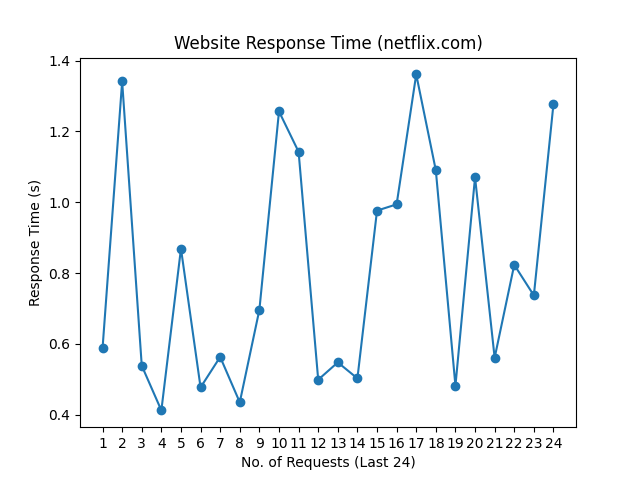 Website Response Time (netflix.com)
1.4
1.2
1.0
0.8
0.6
0.4
Response Time (s)
1 2 3 4 5 6 7 8 9 10 11 12 13 14 15 16 17 18 19 20 21 22 23 24
No. of Requests (Last 24)